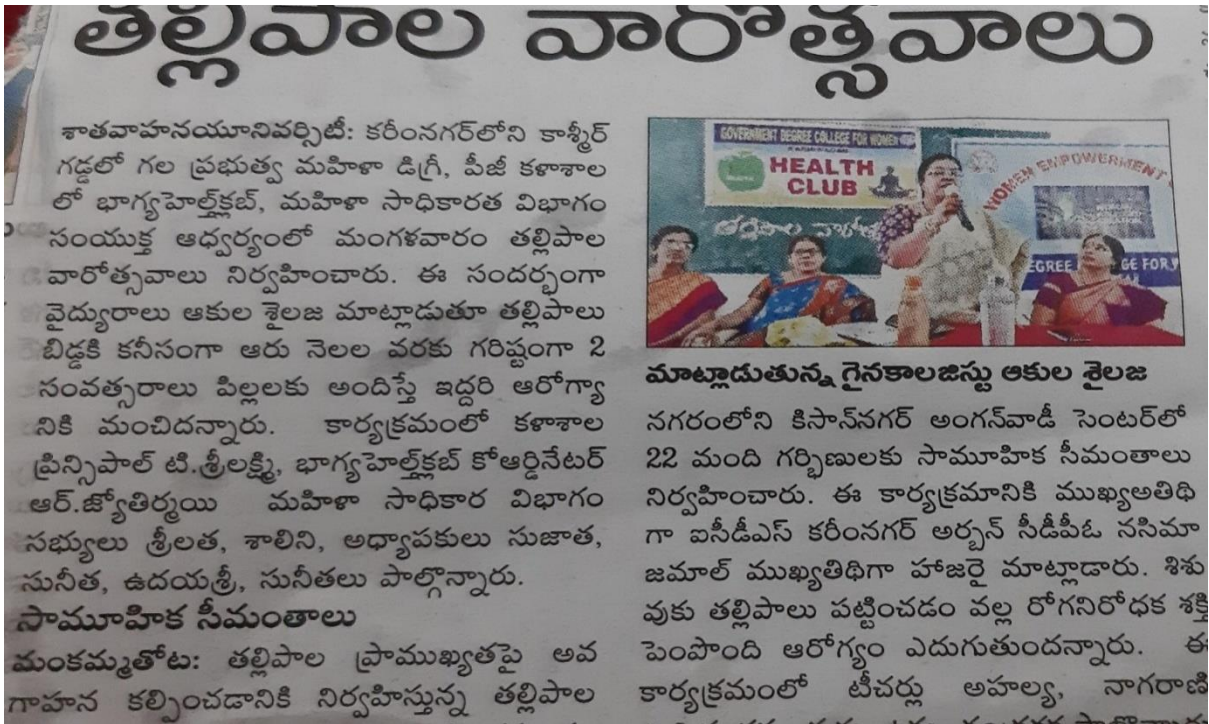 తల్లిపాల వారోత్సవాలు
శాతవాహనయూనివర్సిటీ: కరీంనగర్‌లోని కాశ్మీర్
గడ్డలో గల ప్రభుత్వ మహిళా డిగ్రీ, పీజీ కళాశాల
లో భాగ్యహెల్త్‌క్లబ్, మహిళా సాధికారత విభాగం
సంయుక్త ఆధ్వర్యంలో మంగళవారం తల్లిపాల
వారోత్సవాలు నిర్వహించారు. ఈ సందర్భంగా
వైద్యురాలు ఆకుల శైలజ మాట్లాడుతూ తల్లిపాలు
బిడ్డకి కనీసంగా ఆరు నెలల వరకు గరిష్టంగా 2
సంవత్సరాలు పిల్లలకు అందిస్తే ఇద్దరి ఆరోగ్యా
నికి మంచిదన్నారు. కార్యక్రమంలో కళాశాల
ప్రిన్సిపాల్ టి.శ్రీలక్ష్మి, భాగ్యహెల్త్‌క్లబ్ కోఆర్డినేటర్
ఆర్.జ్యోతిర్మయి మహిళా సాధికార విభాగం
సభ్యులు శ్రీలత, శాలిని, అధ్యాపకులు సుజాత,
సునీత, ఉదయశ్రీ, సునీతలు పాల్గొన్నారు.
సామూహిక సీమంతాలు
మంకమ్మతోట: తల్లిపాల ప్రాముఖ్యతపై అవ
గాహన కల్పించడానికి నిర్వహిస్తున్న తల్లిపాల
GOVERNMENT DEGREE COLLEGE FOR WOMEN
HEALTH
CLUB
WOMEN EMPOWERMENT
తల్లిపాల
EGREE GE FOR
మాట్లాడుతున్న గైనకాలజిస్టు ఆకుల శైలజ
నగరంలోని కిసాన్‌నగర్ అంగన్‌వాడీ సెంటర్‌లో
22 మంది గర్భిణులకు సామూహిక సీమంతాలు
నిర్వహించారు. ఈ కార్యక్రమానికి ముఖ్యఅతిథి
గా ఐసీడీఎస్ కరీంనగర్ అర్బన్ సీడీపీఓ నసిమా
జమాల్ ముఖ్యతిథిగా హాజరై మాట్లాడారు. శిశు
వుకు తల్లిపాలు పట్టించడం వల్ల రోగనిరోధక శక్తి
పెంపొంది ఆరోగ్యం ఎదుగుతుందన్నారు. ఈ
కార్యక్రమంలో టీచర్లు అహల్య, నాగరాణి